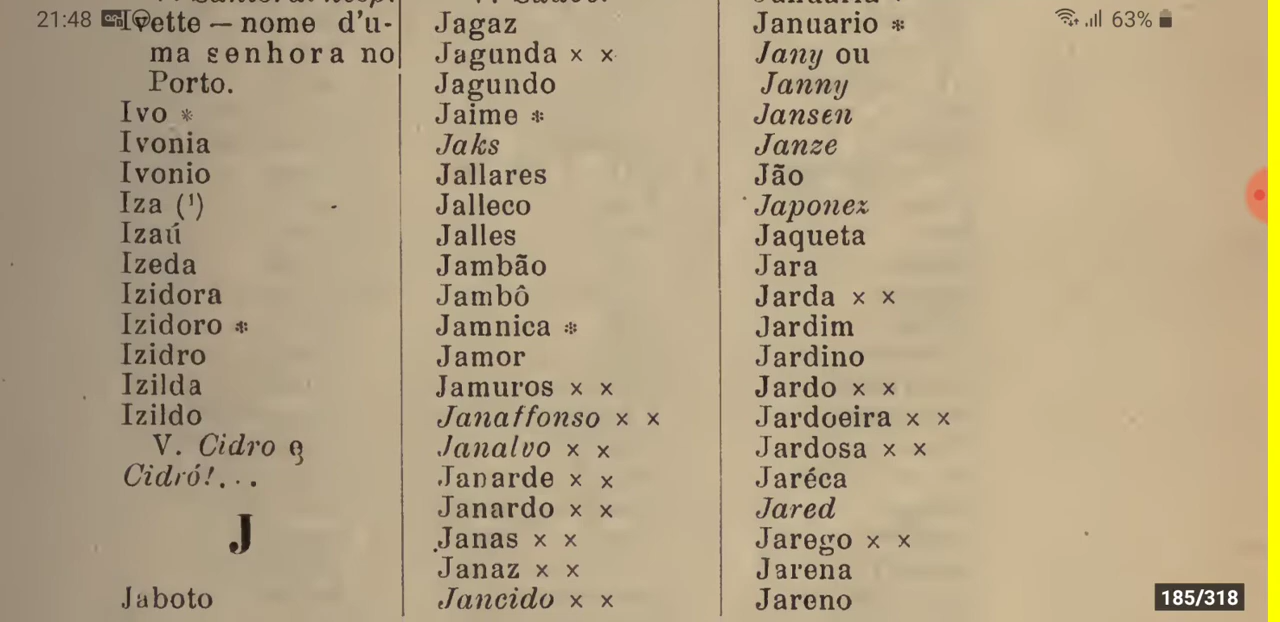 21:48
63%
Ivette — nome d'u-
ma senhora no
Porto.
Ivo *
Ivonia
Ivonio
Iza (¹)
Izaú
Izeda
Izidora
Izidoro *
Izidro
Izilda
Izildo
V. Cidro e
Cidró!...
J
Jaboto
Jagaz
Jagunda × ×
Jagundo
Jaime *
Jaks
Jallares
Jalleco
Jalles
Jambão
Jambô
Jamnica *
Jamor
Jamuros × ×
Janaffonso × ×
Janalvo × ×
Janarde × ×
Janardo × ×
Janas × ×
Janaz × ×
Jancido × ×
Januario *
Jany ou
Janny
Jansen
Janze
Jão
Japonez
Jaqueta
Jara
Jarda × ×
Jardim
Jardino
Jardo × ×
Jardoeira × ×
Jardosa × ×
Jaréca
Jared
Jarego × ×
Jarena
Jareno
185/318